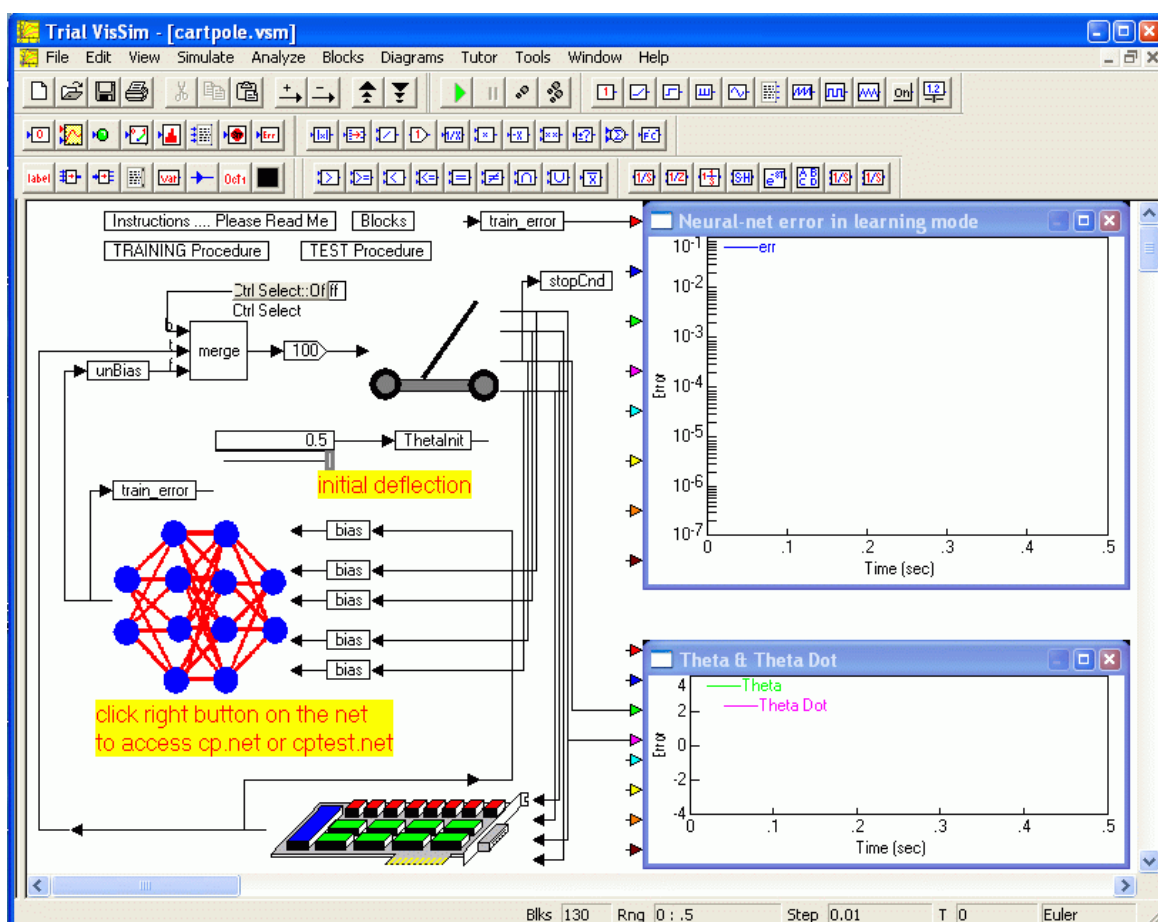 Trial VisSim - [cartpole.vsm]
File Edit View Simulate Analyze Blocks Diagrams Tutor Tools Window Help
label
var
Instructions .... Please Read Me
Blocks
train_error
TRAINING Procedure
TEST Procedure
stopCnd
Ctrl Select::Off
Ctrl Select
b
t
f
merge
100
unBias
0.5
ThetaInit
initial deflection
train_error
bias
bias
bias
bias
bias
click right button on the net
to access cp.net or cptest.net
Neural-net error in learning mode
err
10-1
10-2
10-3
10-4
10-5
10-6
10-7
Error
0 .1 .2 .3 .4 .5
Time (sec)
Theta & Theta Dot
Theta
Theta Dot
4
2
0
-2
-4
Error
0 .1 .2 .3 .4 .5
Time (sec)
Blks 130 Rng 0 : .5 Step 0.01 T 0 Euler